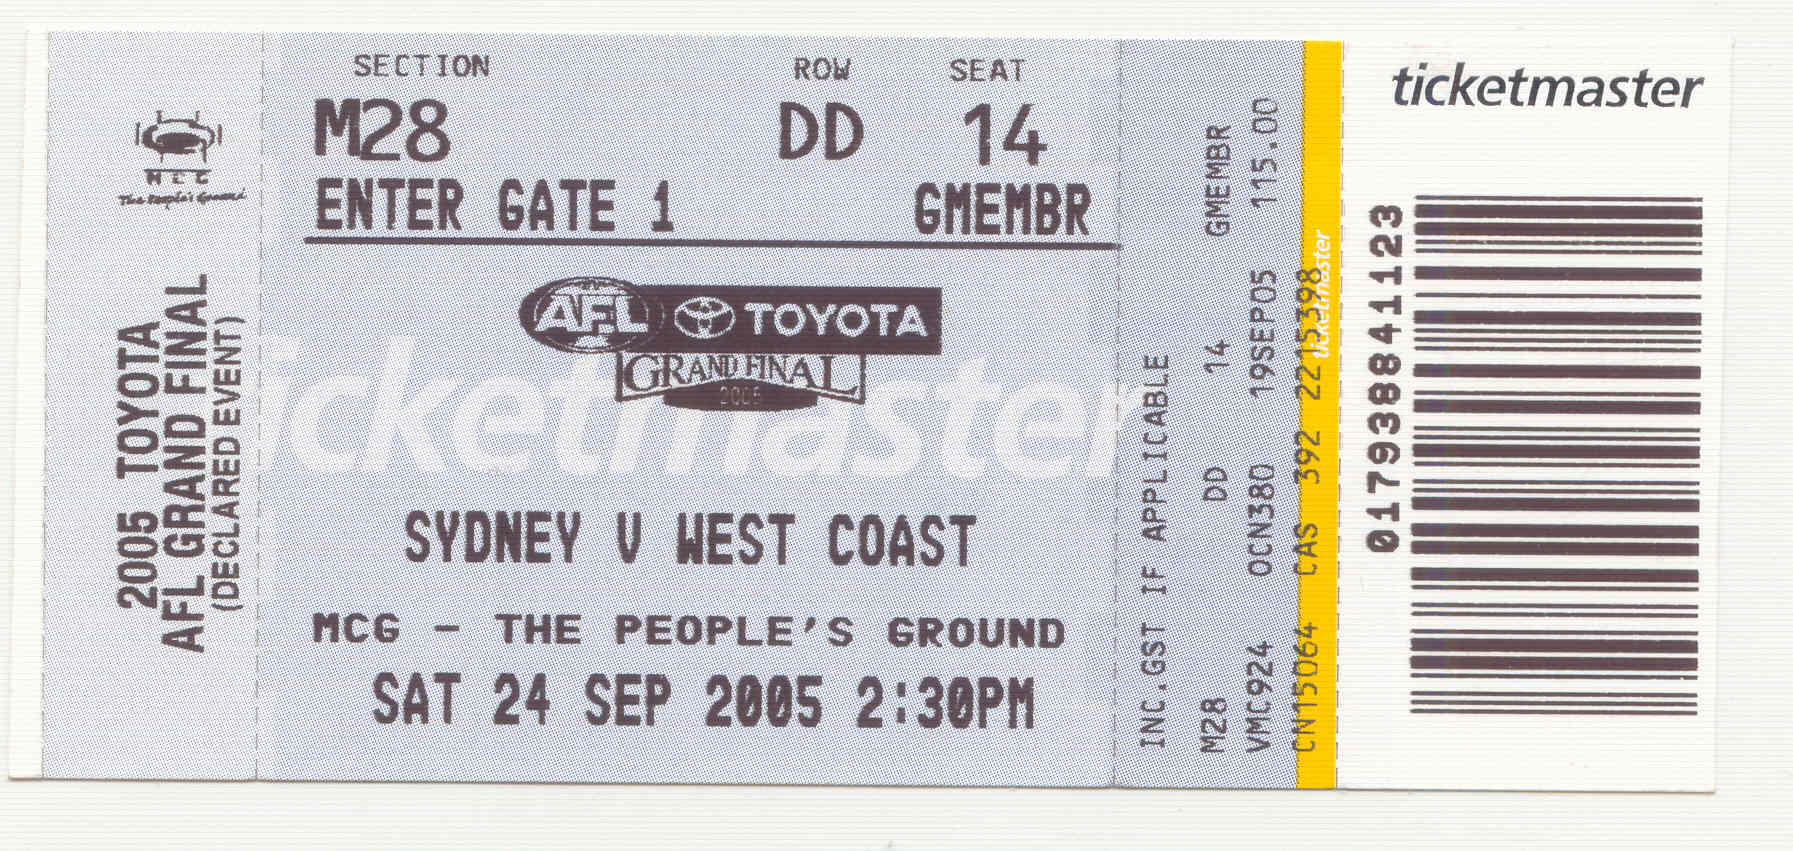 MCG
The People's Ground
2005 TOYOTA
AFL GRAND FINAL
(DECLARED EVENT)
SECTION ROW SEAT
M28 DD 14
ENTER GATE 1 GMEMBR
AFL TOYOTA
GRAND FINAL
2005
ticketmaster
SYDNEY V WEST COAST
MCG - THE PEOPLE'S GROUND
SAT 24 SEP 2005 2:30PM
INC.GST IF APPLICABLE
M28 DD 14 GMEMBR
VMC924 OCN380 19SEP05 115.00
CN15064 CAS 392 2215398
ticketmaster
ticketmaster
017938841123